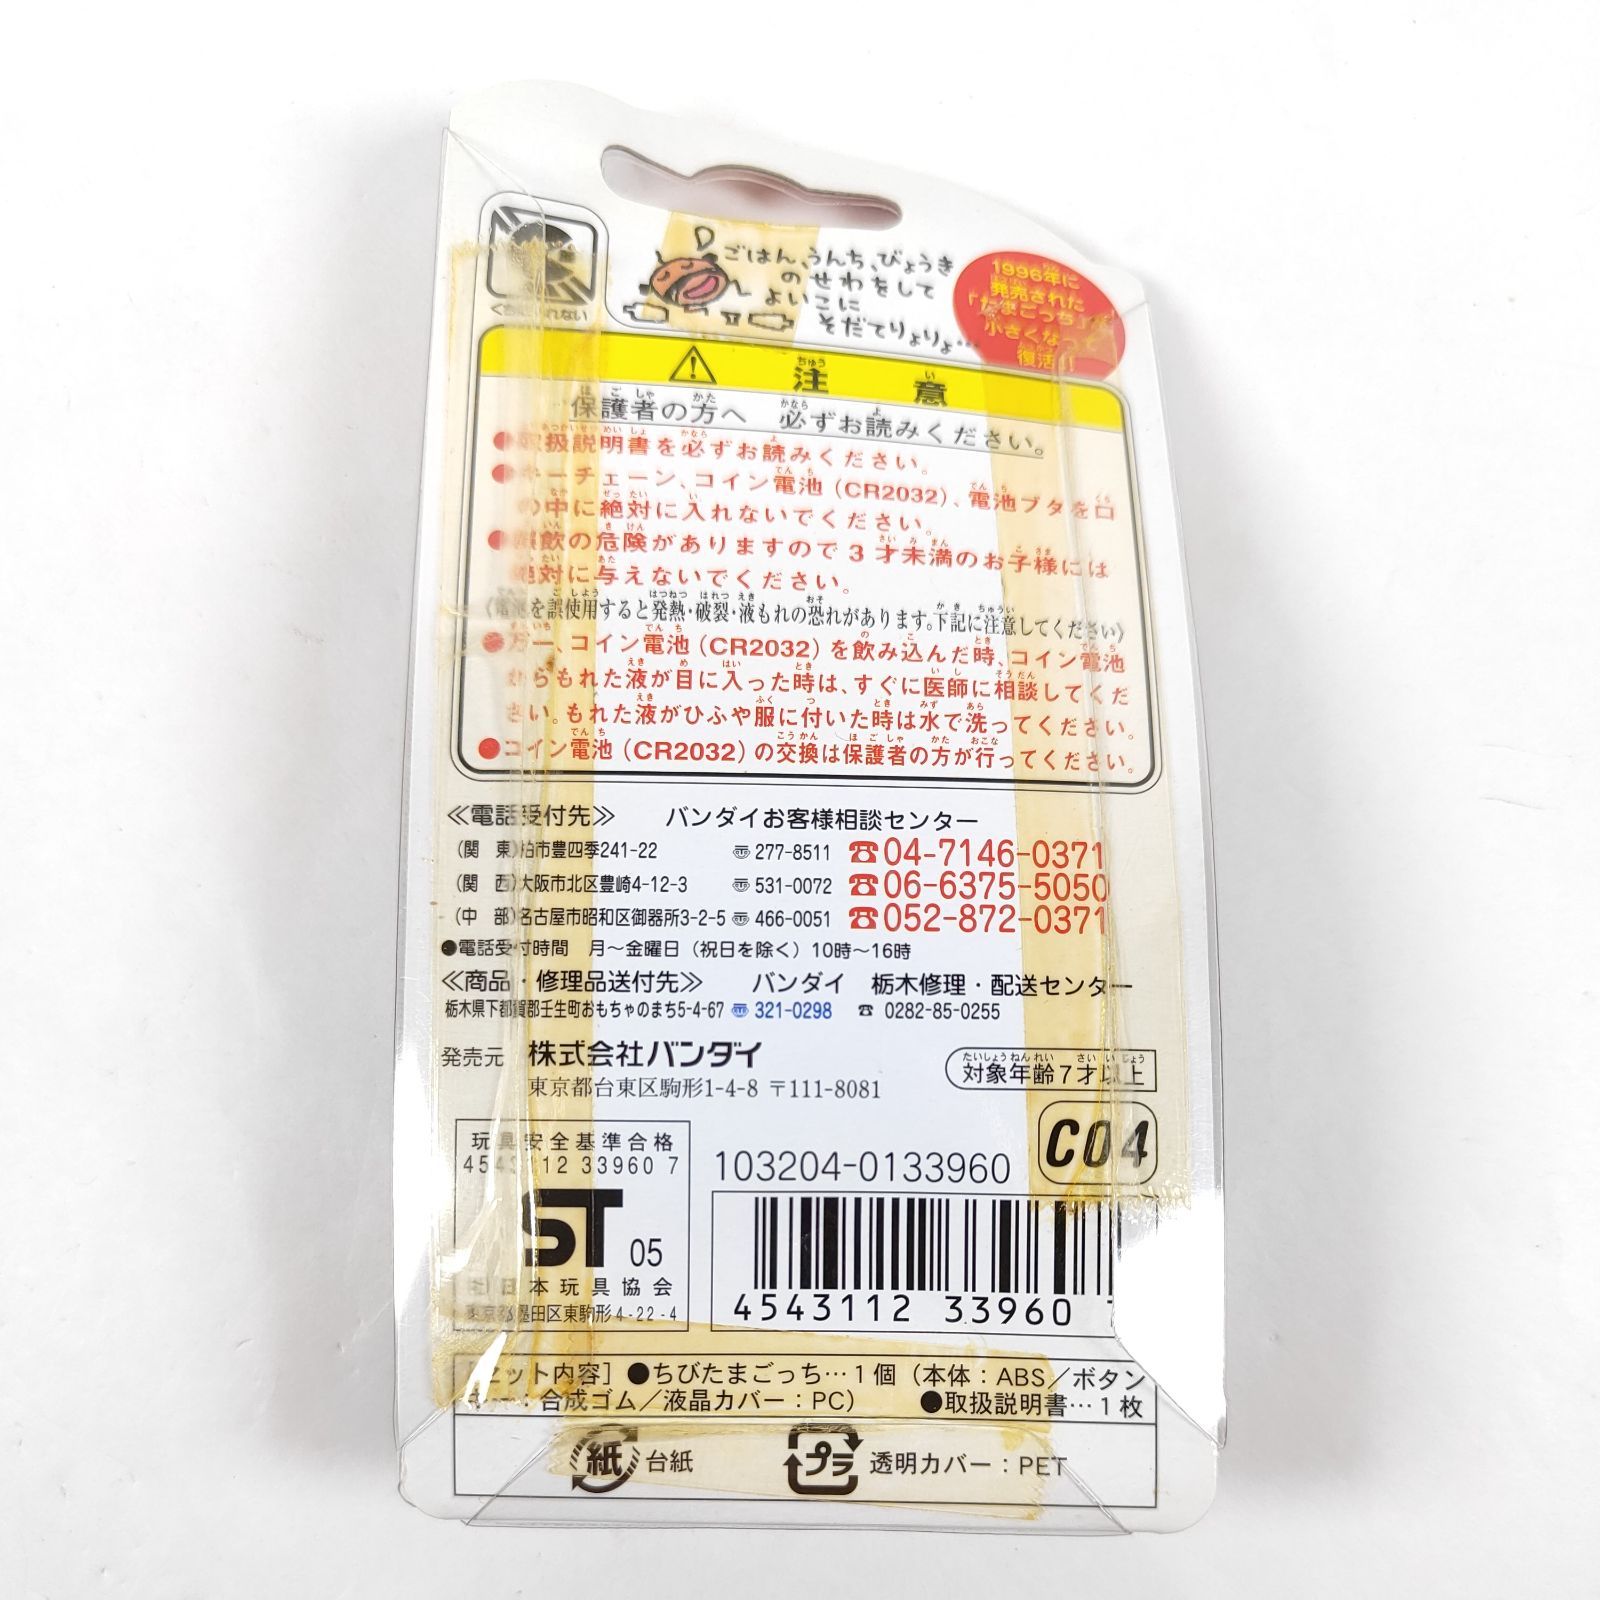 ごはん、うんち、びょうき
のせわをして
よいこに
そだてりょりょ…
1996年に
発売された
「たまごっち」が
小さくなって
復活!!
注意
保護者の方へ 必ずお読みください。
●取扱説明書を必ずお読みください。
●キーチェーン、コイン電池（CR2032）、電池ブタを口
の中に絶対に入れないでください。
●誤飲の危険がありますので3才未満のお子様には
絶対に与えないでください。
〈電池を誤使用すると発熱・破裂・液もれの恐れがあります。下記に注意してください〉
●万一、コイン電池（CR2032）を飲み込んだ時、コイン電池
からもれた液が目に入った時は、すぐに医師に相談してくだ
さい。もれた液がひふや服に付いた時は水で洗ってください。
●コイン電池（CR2032）の交換は保護者の方が行ってください。
≪電話受付先≫ バンダイお客様相談センター
（関 東）柏市豊四季241-22 〠277-8511 ☎04-7146-0371
（関 西）大阪市北区豊崎4-12-3 〠531-0072 ☎06-6375-5050
（中 部）名古屋市昭和区御器所3-2-5 〠466-0051 ☎052-872-0371
●電話受付時間 月〜金曜日（祝日を除く）10時〜16時
≪商品・修理品送付先≫ バンダイ 栃木修理・配送センター
栃木県下都賀郡壬生町おもちゃのまち5-4-67 〠321-0298 ☎0282-85-0255
発売元 株式会社バンダイ
東京都台東区駒形1-4-8 〒111-8081
対象年齢7才以上
C04
玩具安全基準合格
4543112 33960 7
ST 05
日本玩具協会
東京都墨田区東駒形4-22-4
103204-0133960
4543112 33960
［セット内容］●ちびたまごっち…1個（本体：ABS／ボタン
：合成ゴム／液晶カバー：PC） ●取扱説明書…1枚
紙 台紙
プラ 透明カバー：PET